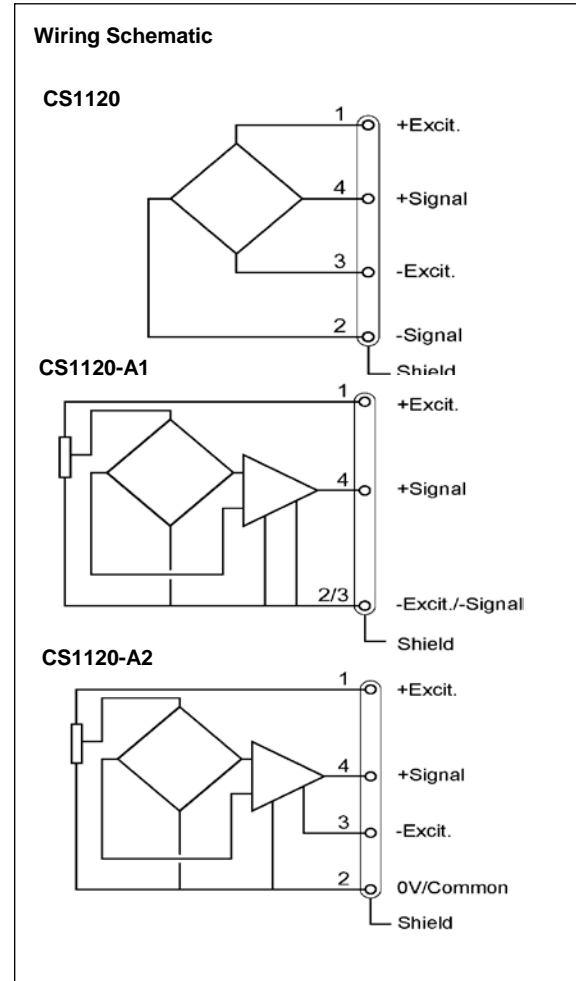 Wiring Schematic
CS1120
1 +Excit.
4 +Signal
3 -Excit.
2 -Signal
Shield
CS1120-A1
1 +Excit.
4 +Signal
2/3 -Excit./-Signal
Shield
CS1120-A2
1 +Excit.
4 +Signal
3 -Excit.
2 0V/Common
Shield